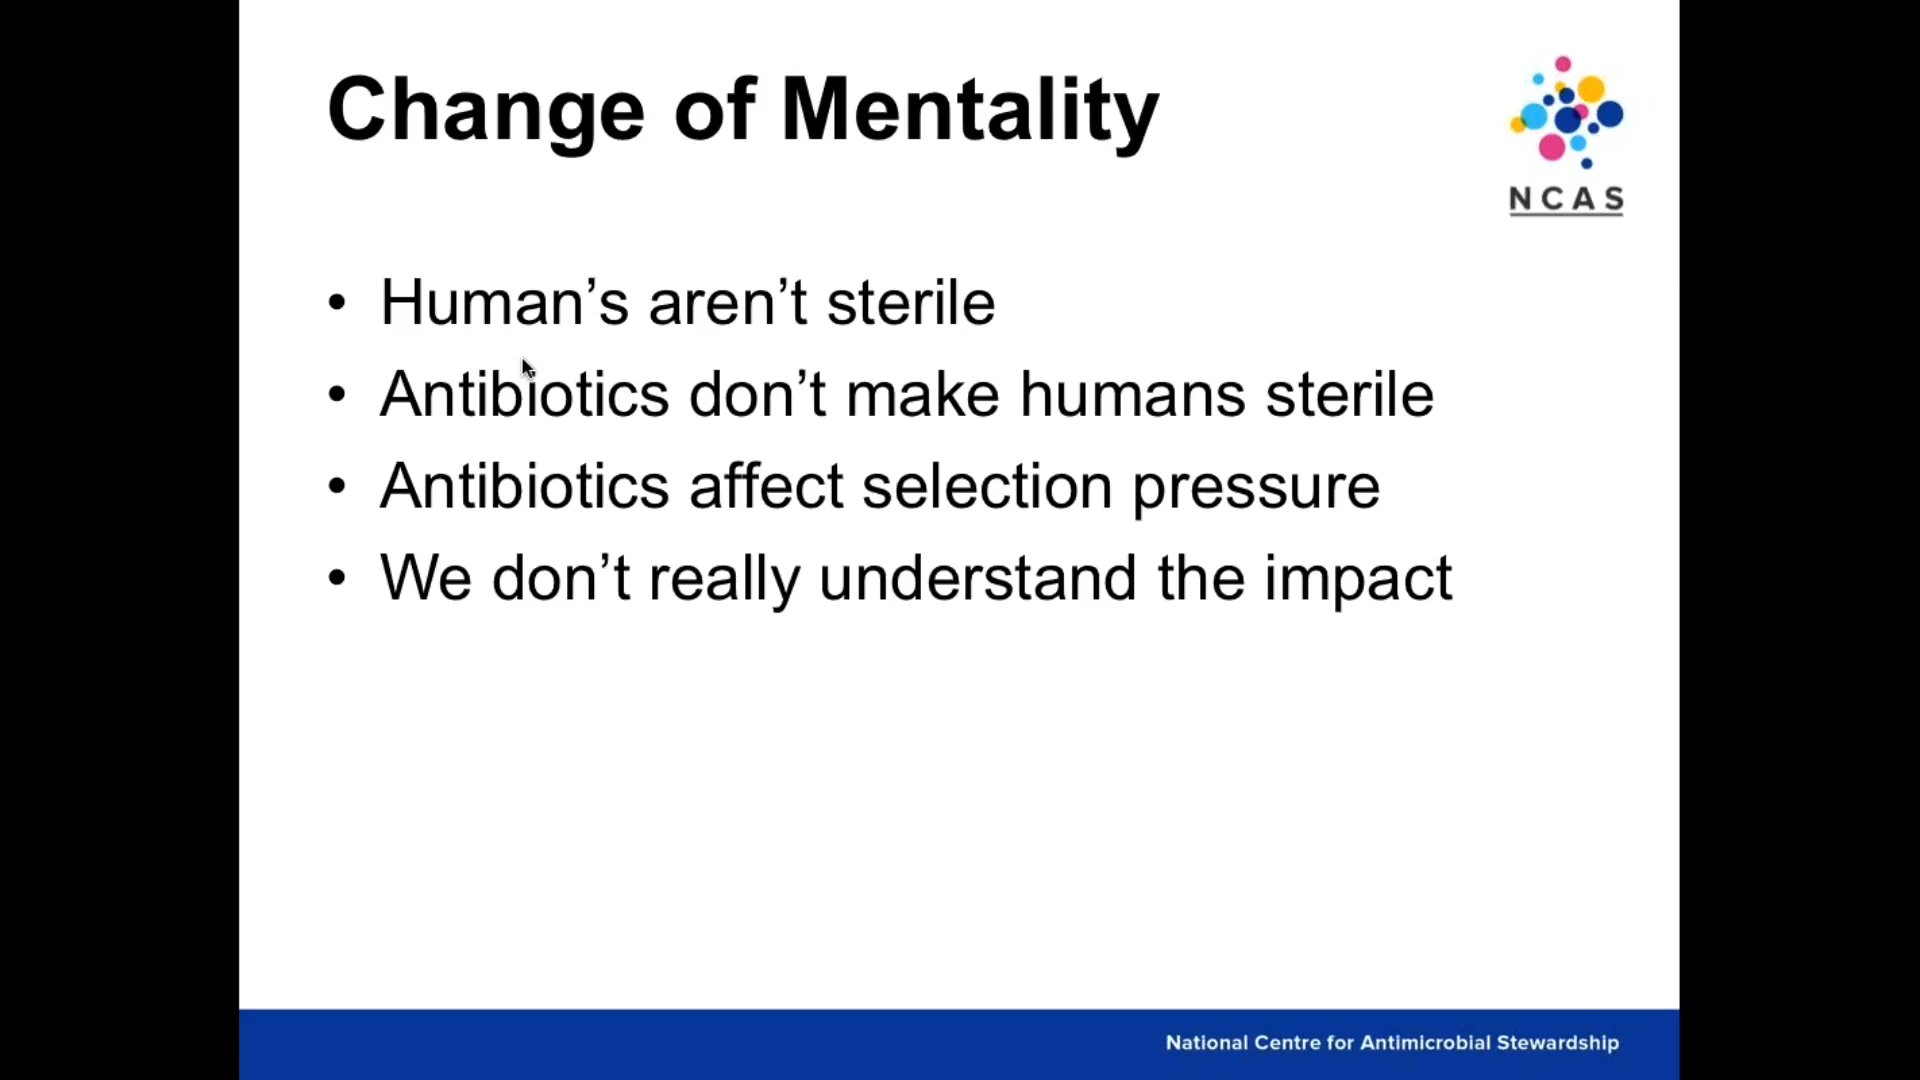 Change of Mentality
NCAS
• Human’s aren’t sterile
• Antibiotics don’t make humans sterile
• Antibiotics affect selection pressure
• We don’t really understand the impact
National Centre for Antimicrobial Stewardship